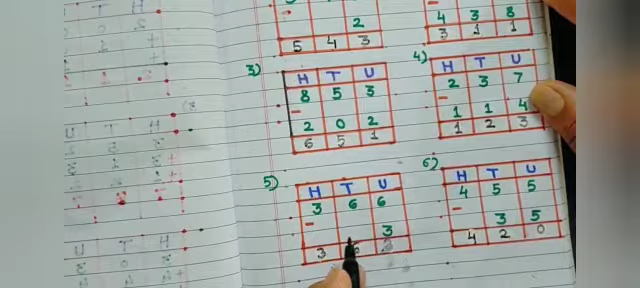 2
5 4 3
- 4 3 8
3 1 1
3)
H T U
8 5 3
-
2 0 2
6 5 1
4)
H T U
2 3 7
-
1 1 4
1 2 3
5)
H T U
3 6 6
-
3
3
6)
H T U
4 5 5
-
3 5
4 2 0